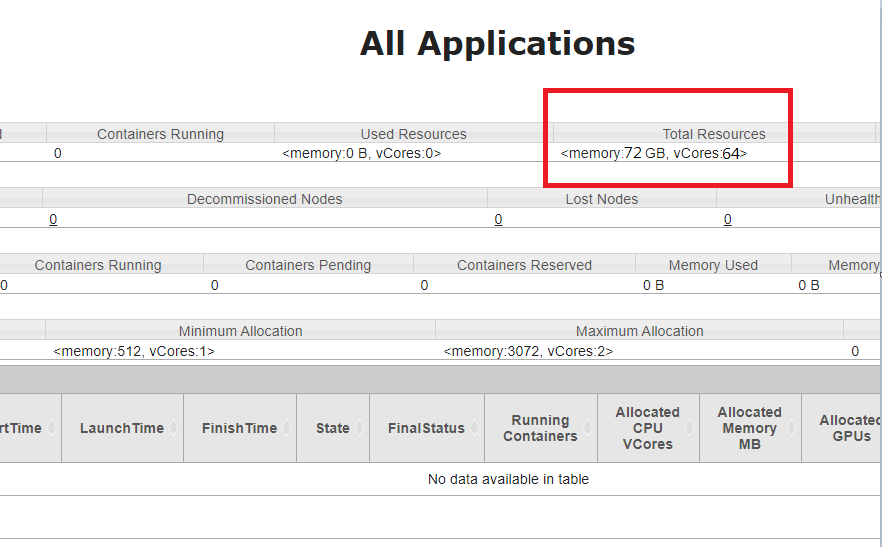 All Applications
d Containers Running Used Resources Total Resources
0 <memory:0 B, vCores:0> <memory:72 GB, vCores:64>
Decommissioned Nodes Lost Nodes Unhealth
0 0 0
Containers Running Containers Pending Containers Reserved Memory Used Memory
0 0 0 0 B 0 B
Minimum Allocation Maximum Allocation
<memory:512, vCores:1> <memory:3072, vCores:2> 0
rtTime LaunchTime FinishTime State FinalStatus Running Containers Allocated CPU VCores Allocated Memory MB Allocated GPUs
No data available in table